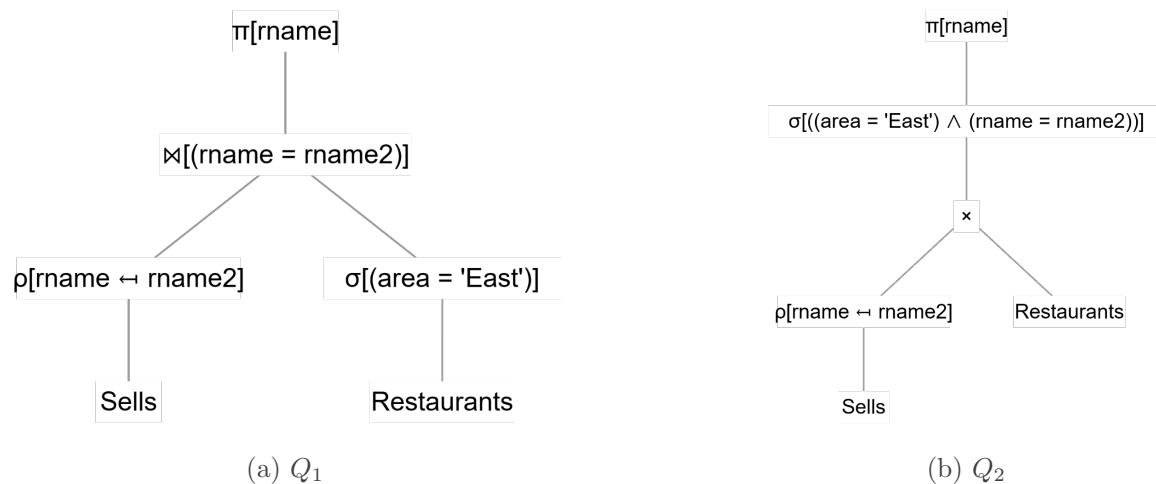 π[rname]
⋈[(rname = rname2)]
ρ[rname ↤ rname2]
σ[(area = 'East')]
Sells
Restaurants
(a) Q₁
π[rname]
σ[((area = 'East') ∧ (rname = rname2))]
×
ρ[rname ↤ rname2]
Restaurants
Sells
(b) Q₂